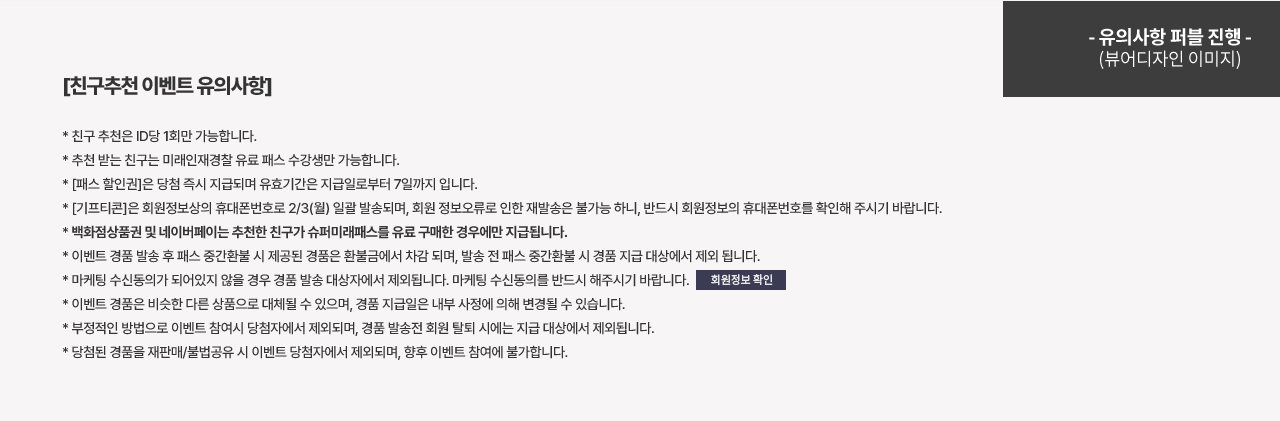 - 유의사항 퍼블 진행 -
(뷰어디자인 이미지)
[친구추천 이벤트 유의사항]
* 친구 추천은 ID당 1회만 가능합니다.
* 추천 받는 친구는 미래인재경찰 유료 패스 수강생만 가능합니다.
* [패스 할인권]은 당첨 즉시 지급되며 유효기간은 지급일로부터 7일까지 입니다.
* [기프티콘]은 회원정보상의 휴대폰번호로 2/3(월) 일괄 발송되며, 회원 정보오류로 인한 재발송은 불가능 하니, 반드시 회원정보의 휴대폰번호를 확인해 주시기 바랍니다.
* 백화점상품권 및 네이버페이는 추천한 친구가 슈퍼미래패스를 유료 구매한 경우에만 지급됩니다.
* 이벤트 경품 발송 후 패스 중간환불 시 제공된 경품은 환불금에서 차감 되며, 발송 전 패스 중간환불 시 경품 지급 대상에서 제외 됩니다.
* 마케팅 수신동의가 되어있지 않을 경우 경품 발송 대상자에서 제외됩니다. 마케팅 수신동의를 반드시 해주시기 바랍니다. 회원정보 확인
* 이벤트 경품은 비슷한 다른 상품으로 대체될 수 있으며, 경품 지급일은 내부 사정에 의해 변경될 수 있습니다.
* 부정적인 방법으로 이벤트 참여시 당첨자에서 제외되며, 경품 발송전 회원 탈퇴 시에는 지급 대상에서 제외됩니다.
* 당첨된 경품을 재판매/불법공유 시 이벤트 당첨자에서 제외되며, 향후 이벤트 참여에 불가합니다.